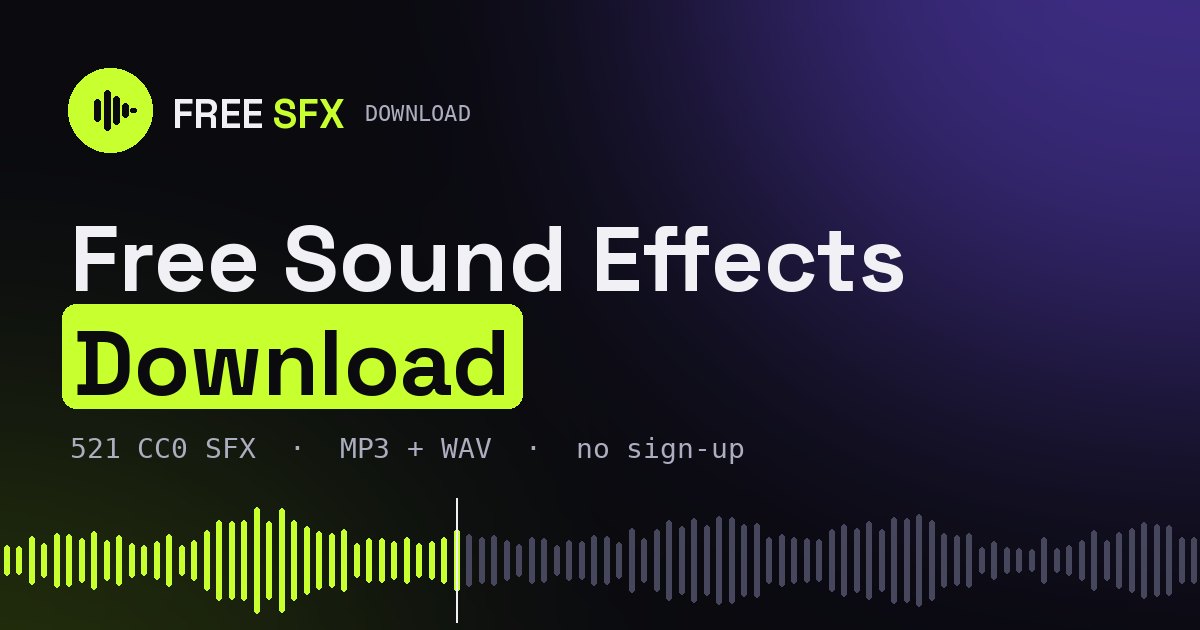 FREE SFX DOWNLOAD
Free Sound Effects
Download
521 CC0 SFX · MP3 + WAV · no sign-up